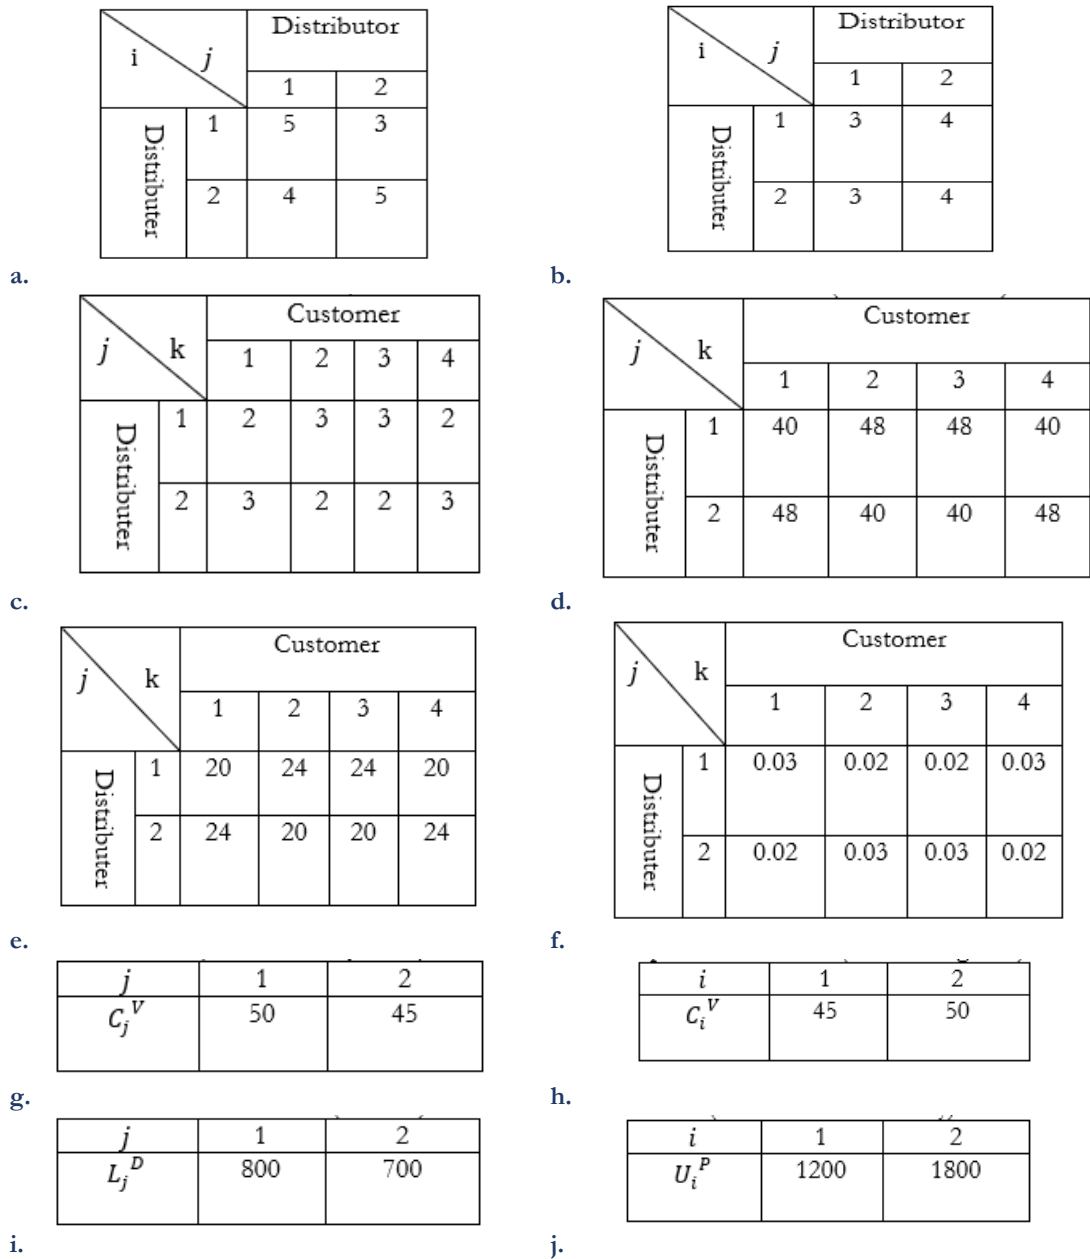 Distributor
i j
1 2
Distributer
1 5 3
2 4 5
a.
Distributor
i j
1 2
Distributer
1 3 4
2 3 4
b.
Customer
j k
1 2 3 4
Distributer
1 2 3 3 2
2 3 2 2 3
c.
Customer
j k
1 2 3 4
Distributer
1 40 48 48 40
2 48 40 40 48
d.
Customer
j k
1 2 3 4
Distributer
1 20 24 24 20
2 24 20 20 24
e.
Customer
j k
1 2 3 4
Distributer
1 0.03 0.02 0.02 0.03
2 0.02 0.03 0.03 0.02
f.
j 1 2
C_j^V 50 45
g.
i 1 2
C_i^V 45 50
h.
j 1 2
L_j^D 800 700
i.
i 1 2
U_i^P 1200 1800
j.